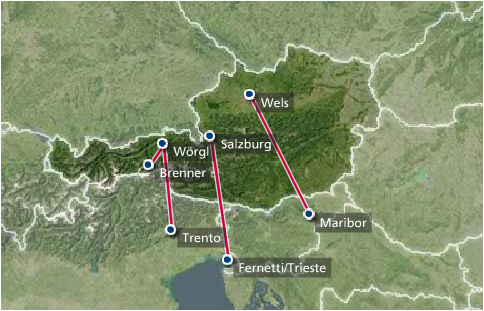 Wels
Salzburg
Wörgl
Brenner
Maribor
Trento
Fernetti/Trieste